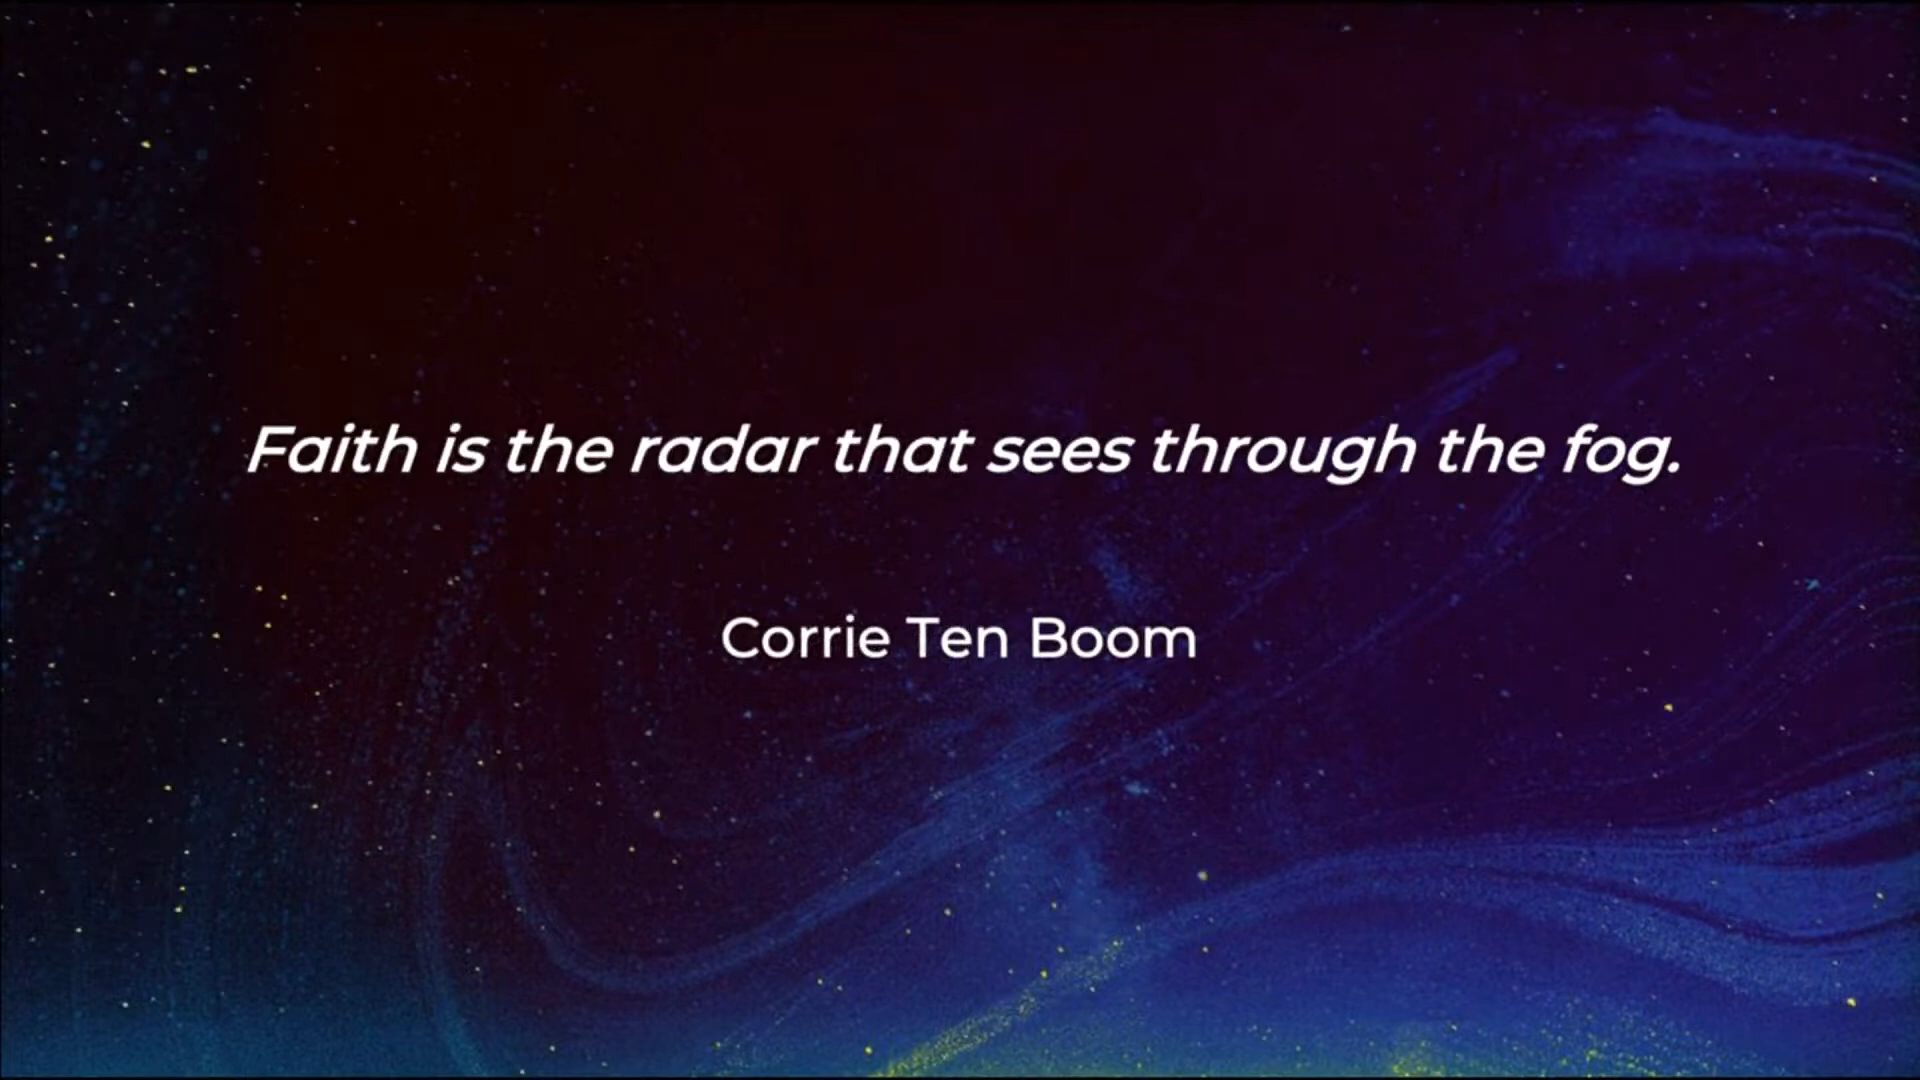 Faith is the radar that sees through the fog.
Corrie Ten Boom